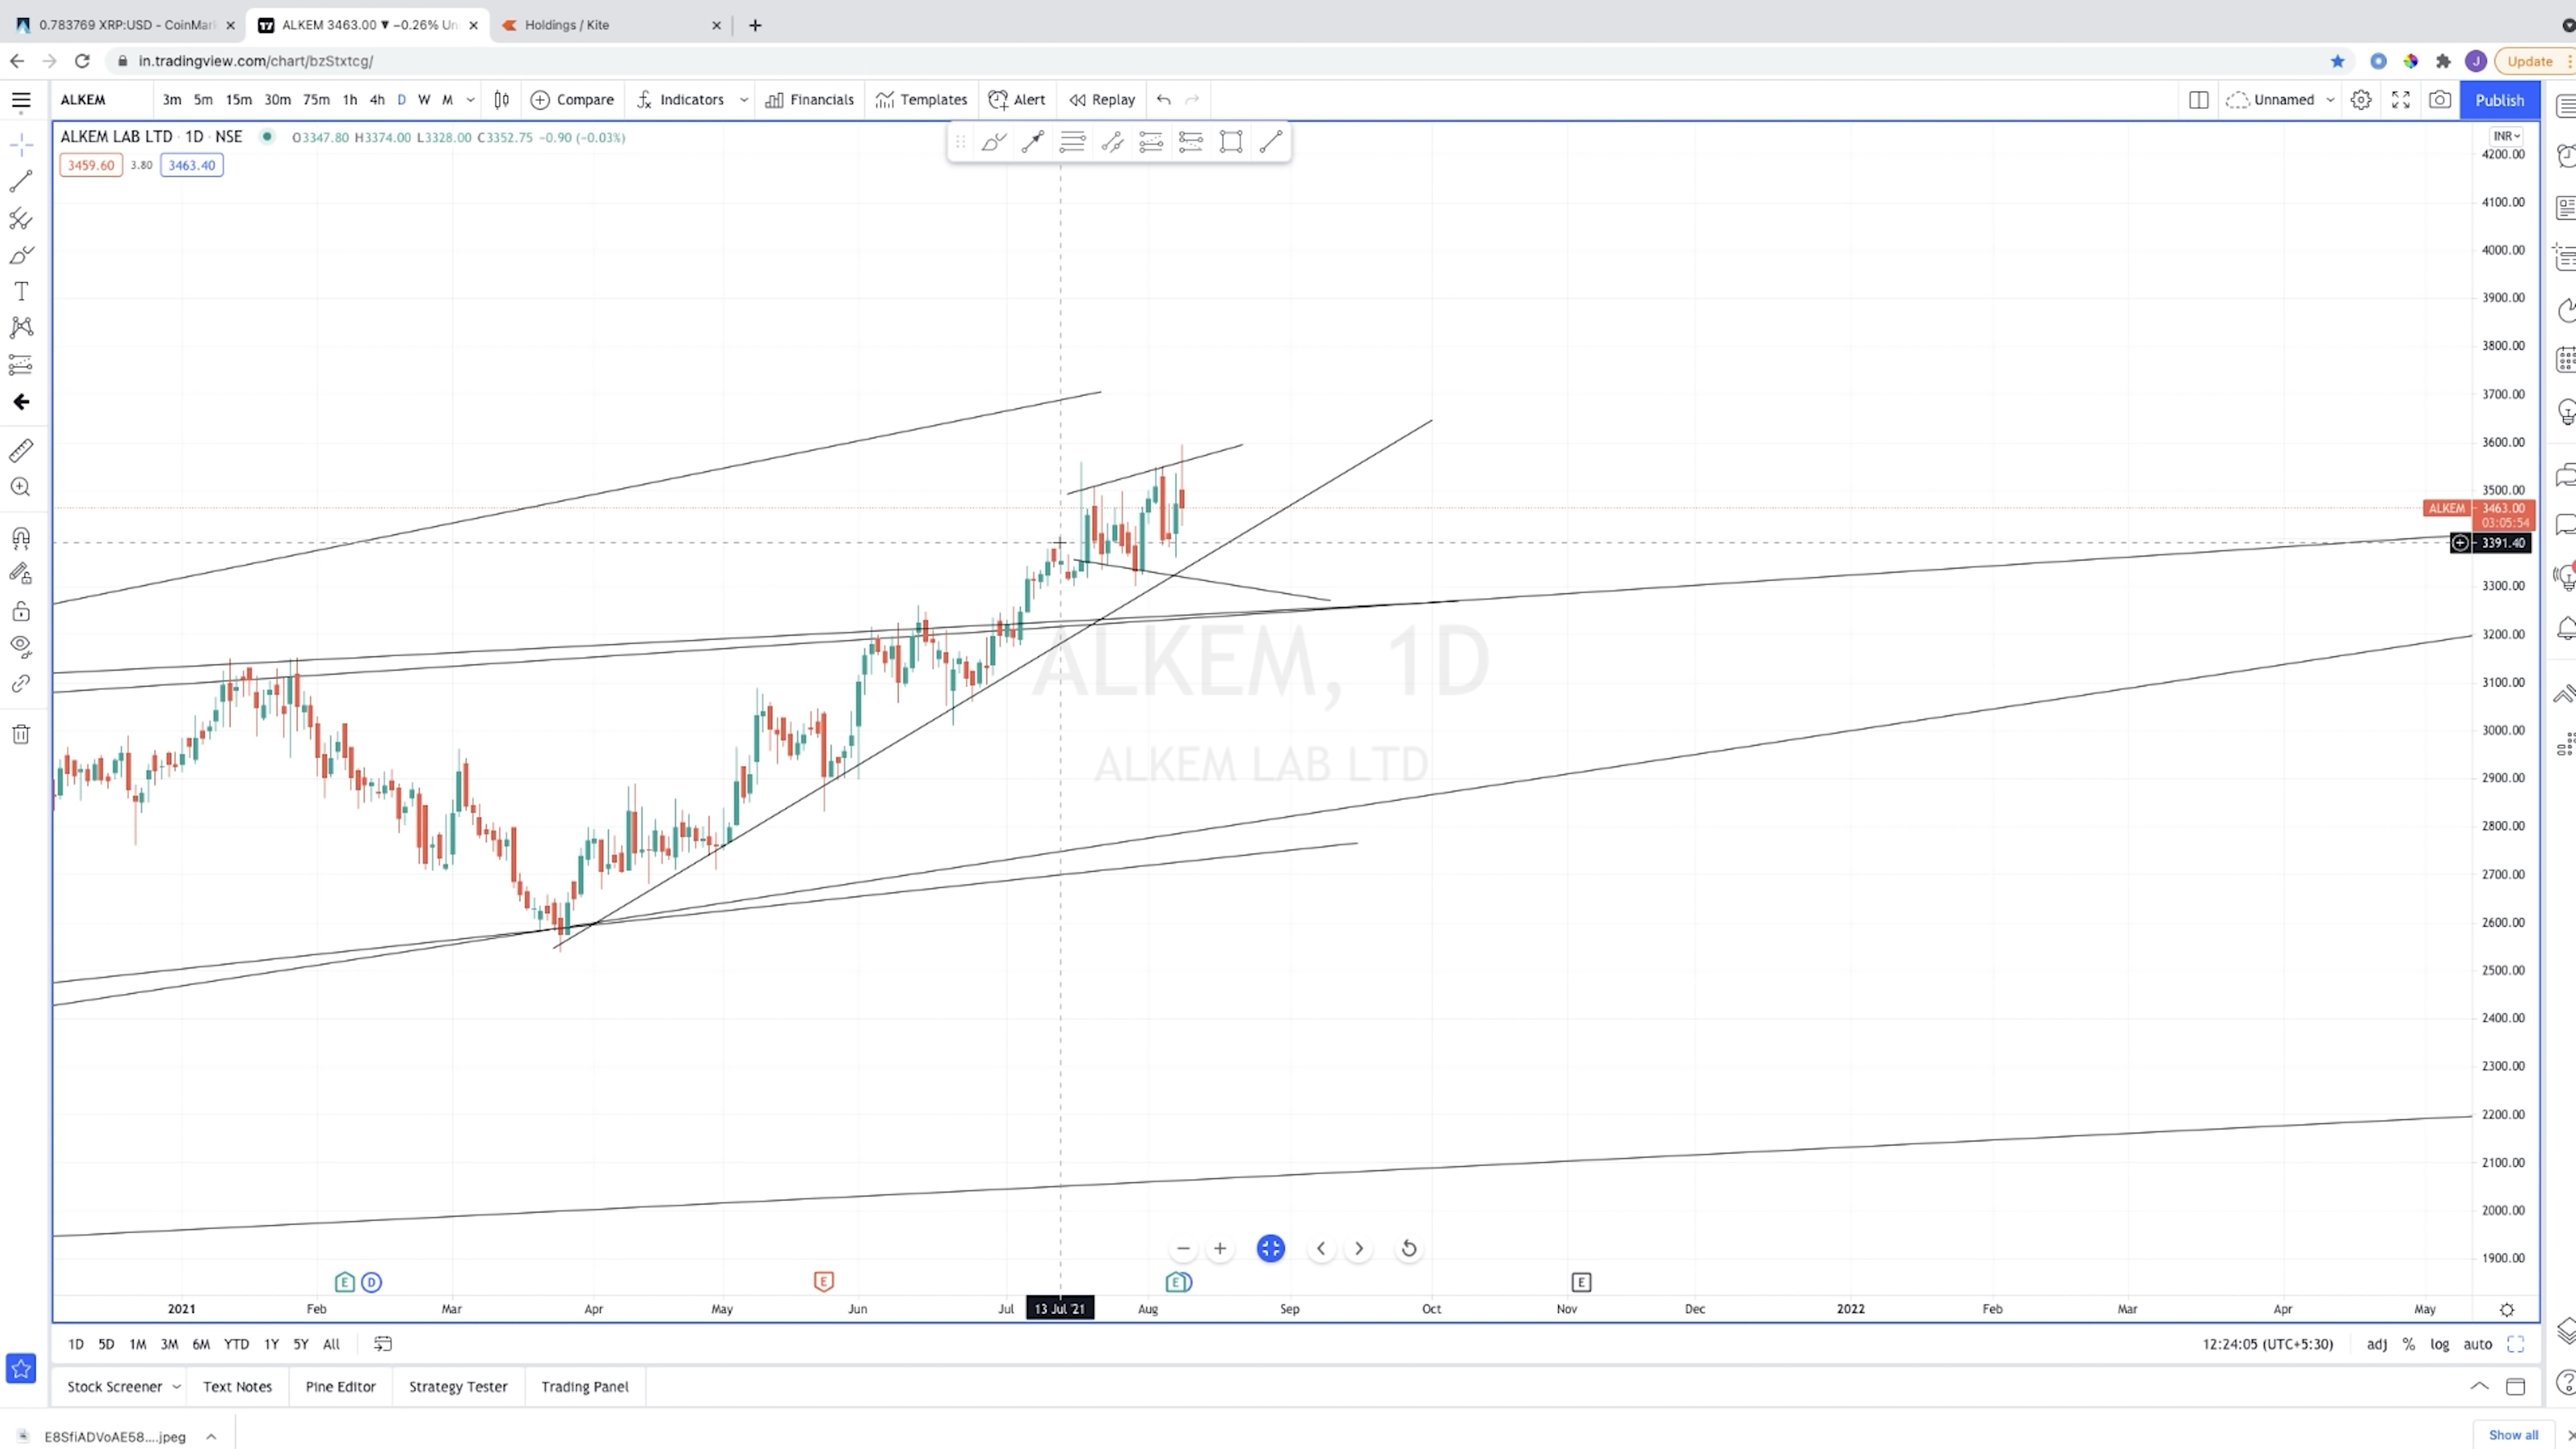 0.783769 XRP:USD - CoinMar
ALKEM 3463.00 ▼ −0.26% Un
Holdings / Kite
in.tradingview.com/chart/bzStxtcg/
J
Update
ALKEM
3m 5m 15m 30m 75m 1h 4h D W M
Compare
Indicators
Financials
Templates
Alert
Replay
Unnamed
Publish
ALKEM LAB LTD · 1D · NSE
O3347.80 H3374.00 L3328.00 C3352.75 −0.90 (−0.03%)
3459.60 3.80 3463.40
INR
4200.00
4100.00
4000.00
3900.00
3800.00
3700.00
3600.00
3500.00
ALKEM 3463.00
03:05:54
3391.40
3300.00
3200.00
3100.00
3000.00
2900.00
2800.00
2700.00
2600.00
2500.00
2400.00
2300.00
2200.00
2100.00
2000.00
1900.00
ALKEM, 1D
ALKEM LAB LTD
E D E E E
2021 Feb Mar Apr May Jun Jul 13 Jul '21 Aug Sep Oct Nov Dec 2022 Feb Mar Apr May
1D 5D 1M 3M 6M YTD 1Y 5Y All
12:24:05 (UTC+5:30) adj % log auto
Stock Screener Text Notes Pine Editor Strategy Tester Trading Panel
E8SfiADVoAE58....jpeg
Show all